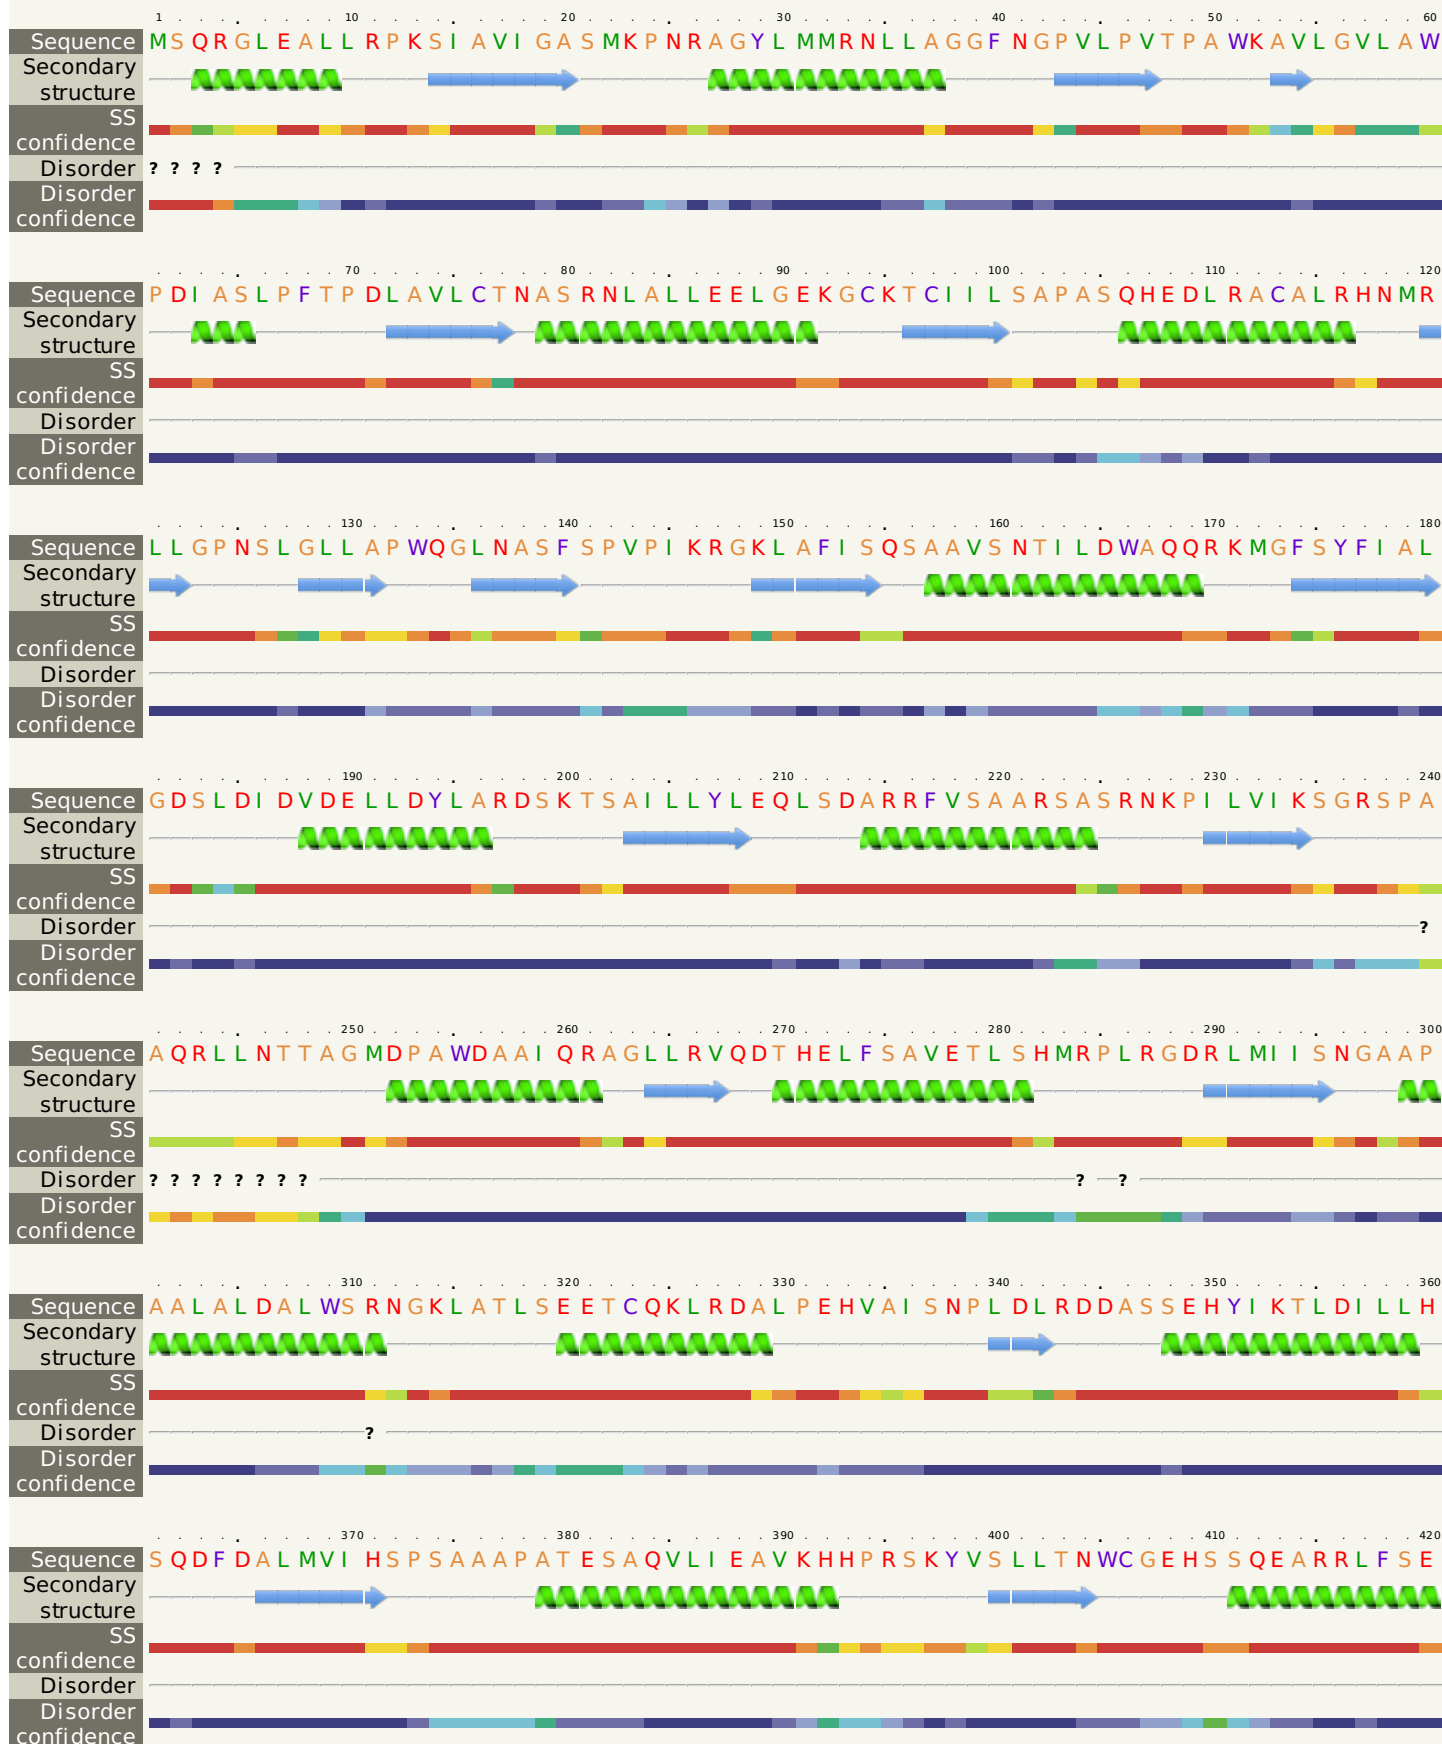 1 10 20 30 40 50 60
Sequence MSQRGLEALLRPKSIAVIGASMKPNRAGYLMMRNLLAGGFNGPVLPVTPAWKAVLGVLAW
Secondary
structure
SS
confidence
Disorder ? ? ? ?
Disorder
confidence
70 80 90 100 110 120
Sequence PDIASLPFTPDLAVLCTNASRNLALLEELGEKGCKTCIILSAPASQHEDLRACALRHNMR
Secondary
structure
SS
confidence
Disorder
Disorder
confidence
130 140 150 160 170 180
Sequence LLGPNSLGLLAPWQGLNASFSPVPIKRGKLAFISQSAAVSNTILDWAQQRKMGFSYFIAL
Secondary
structure
SS
confidence
Disorder
Disorder
confidence
190 200 210 220 230 240
Sequence GDSLDIDVDELLDYLARDSKTSAILLYLEQLSDARRFVSAARSASRNKPILVIKSGRSPA
Secondary
structure
SS
confidence
Disorder ?
Disorder
confidence
250 260 270 280 290 300
Sequence AQRLLNTTAGMDPAWDAAIQRAGLLRVQDTHELFSAVETLSHMRPLRGDRLMIISNGAAP
Secondary
structure
SS
confidence
Disorder ? ? ? ? ? ? ? ? ? ?
Disorder
confidence
310 320 330 340 350 360
Sequence AALALDALWSRNGKLATLSEETCQKLRDALPEHVAISNPLDLRDDASSEHYIKTLDILLH
Secondary
structure
SS
confidence
Disorder ?
Disorder
confidence
370 380 390 400 410 420
Sequence SQDFDALMVIHSPSAAAPATESAQVLIEAVKHHPRSKYVSLLTNWCGEHSSQEARRLFSE
Secondary
structure
SS
confidence
Disorder
Disorder
confidence